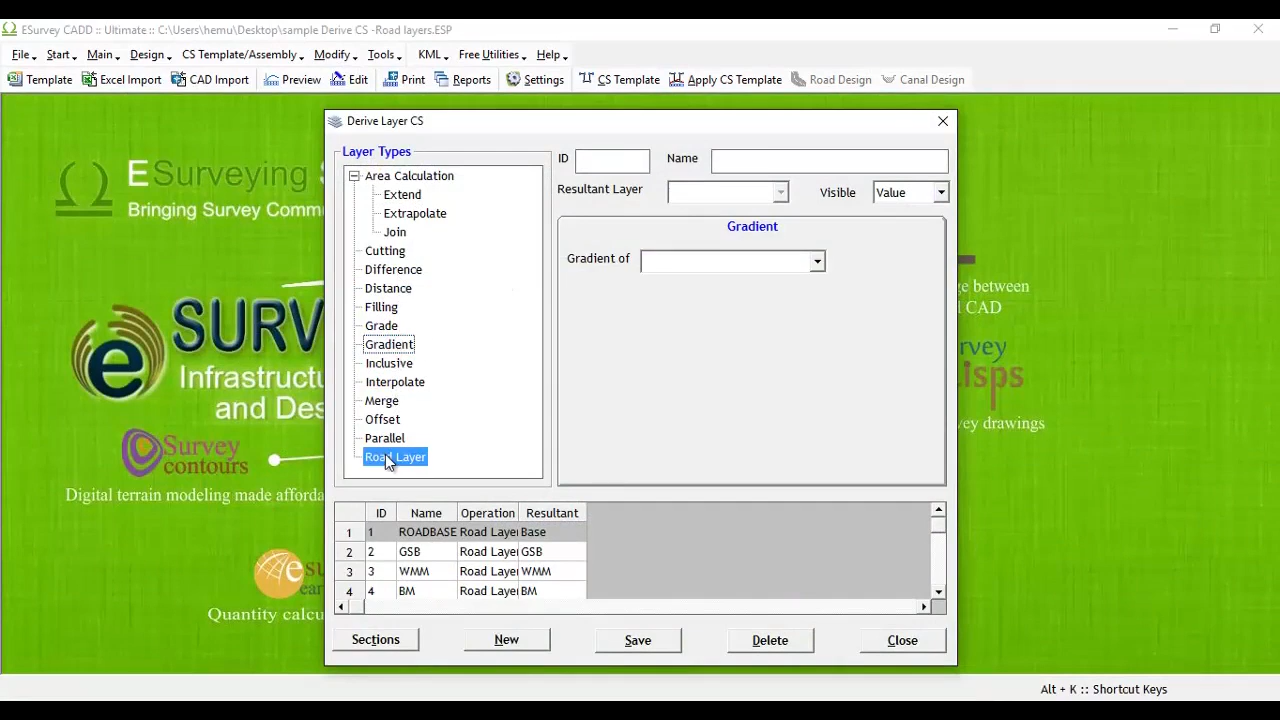 ESurvey CADD :: Ultimate :: C:\Users\hemu\Desktop\sample Derive CS -Road layers.ESP
File Start Main Design CS Template/Assembly Modify Tools KML Free Utilities Help
Template Excel Import CAD Import Preview Edit Print Reports Settings CS Template Apply CS Template Road Design Canal Design
Derive Layer CS
Layer Types
Area Calculation
Extend
Extrapolate
Join
Cutting
Difference
Distance
Filling
Grade
Gradient
Inclusive
Interpolate
Merge
Offset
Parallel
Road Layer
ID Name
Resultant Layer Visible Value
Gradient
Gradient of
ID Name Operation Resultant
1 1 ROADBASE Road Layer Base
2 2 GSB Road Layer GSB
3 3 WMM Road Layer WMM
4 4 BM Road Layer BM
Sections New Save Delete Close
ESurveying
Bringing Survey Comm
e SURV
Infrastruct
and Des
Survey
contours
Digital terrain modeling made afforda
Quantity calcu
ge between
CAD
rvey
isps
vey drawings
Alt + K :: Shortcut Keys